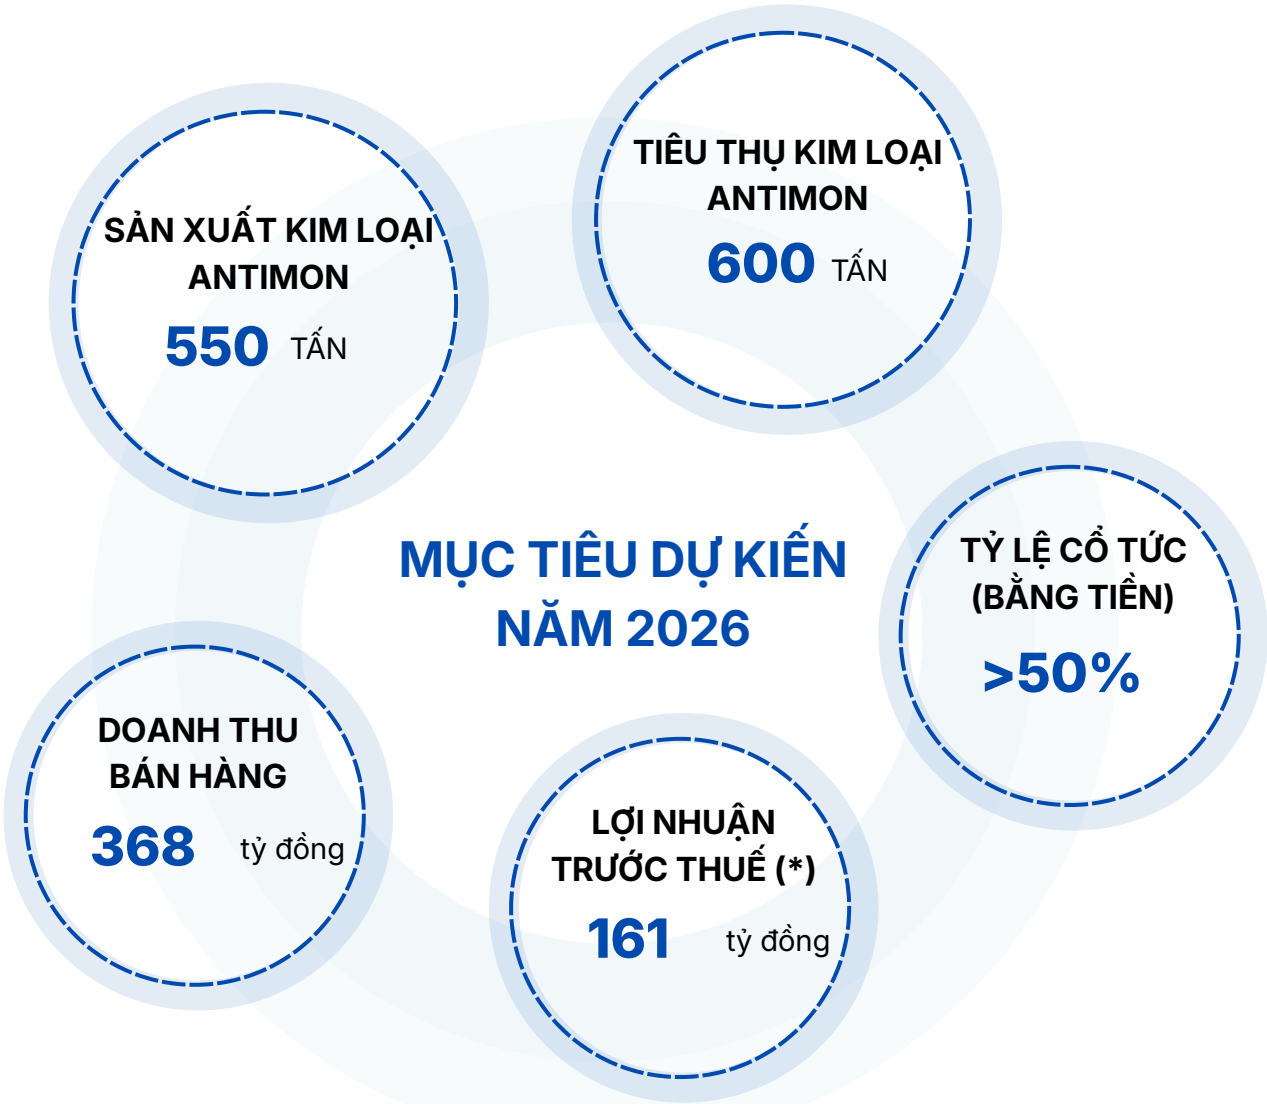 TIÊU THỤ KIM LOẠI
ANTIMON
600 TẤN
SẢN XUẤT KIM LOẠI
ANTIMON
550 TẤN
MỤC TIÊU DỰ KIẾN
NĂM 2026
TỶ LỆ CỔ TỨC
(BẰNG TIỀN)
>50%
DOANH THU
BÁN HÀNG
368 tỷ đồng
LỢI NHUẬN
TRƯỚC THUẾ (*)
161 tỷ đồng